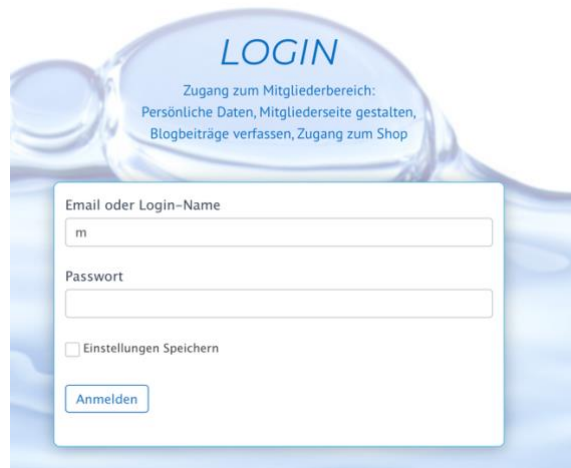 LOGIN
Zugang zum Mitgliederbereich:
Persönliche Daten, Mitgliederseite gestalten,
Blogbeiträge verfassen, Zugang zum Shop
Email oder Login-Name
m
Passwort
Einstellungen Speichern
Anmelden